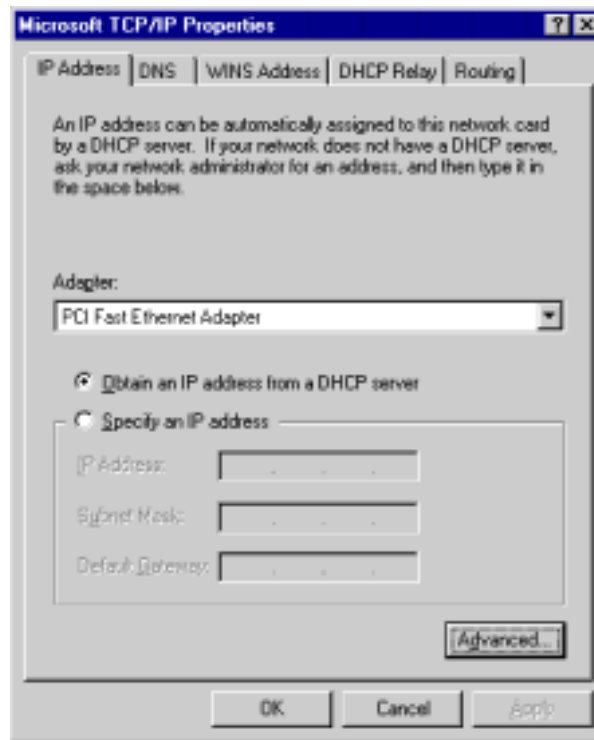 Microsoft TCP/IP Properties
IP Address DNS WINS Address DHCP Relay Routing
An IP address can be automatically assigned to this network card
by a DHCP server. If your network does not have a DHCP server,
ask your network administrator for an address, and then type it in
the space below.
Adapter:
PCI Fast Ethernet Adapter
Obtain an IP address from a DHCP server
Specify an IP address
IP Address:
Subnet Mask:
Default Gateway:
Advanced...
OK Cancel Apply